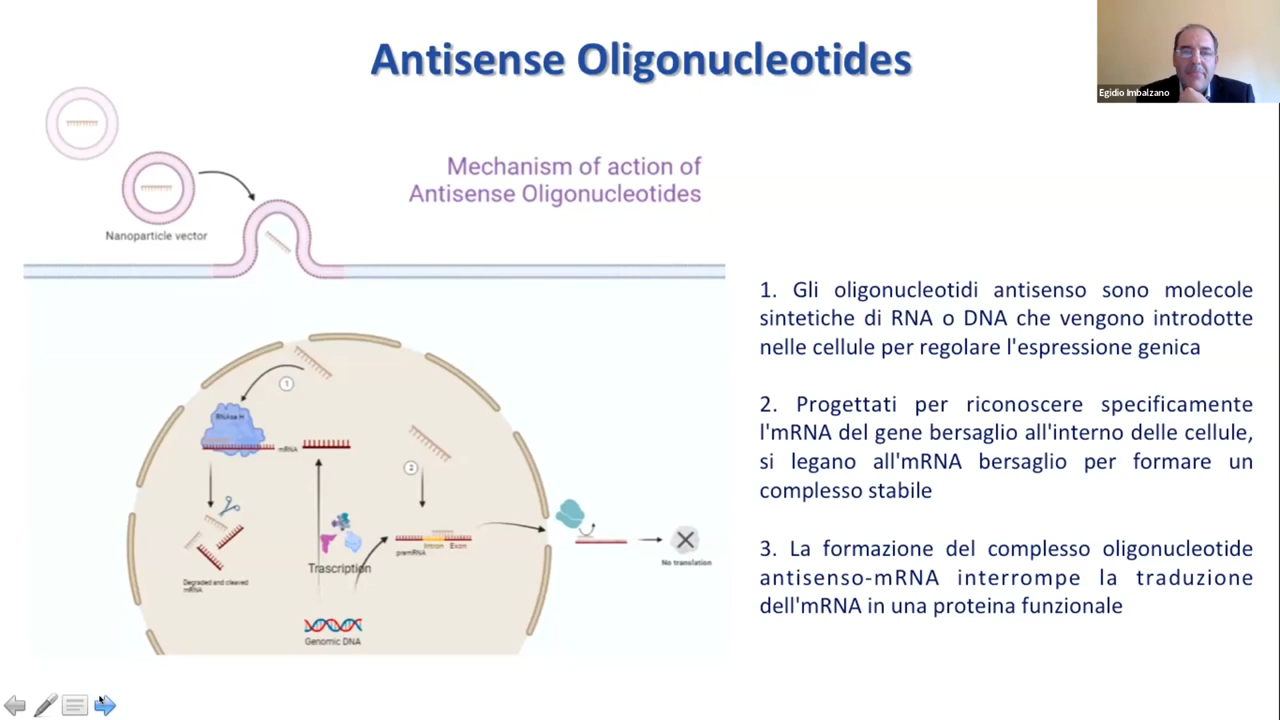 Antisense Oligonucleotides
Egidio Imbalzano
Mechanism of action of
Antisense Oligonucleotides
Nanoparticle vector
1. Gli oligonucleotidi antisenso sono molecole
sintetiche di RNA o DNA che vengono introdotte
nelle cellule per regolare l'espressione genica
2. Progettati per riconoscere specificamente
l'mRNA del gene bersaglio all'interno delle cellule,
si legano all'mRNA bersaglio per formare un
complesso stabile
3. La formazione del complesso oligonucleotide
antisenso-mRNA interrompe la traduzione
dell'mRNA in una proteina funzionale
1
RNAse H
mRNA
2
premRNA
Intron
Exon
No translation
Trascription
Degraded and cleaved
mRNA
Genomic DNA